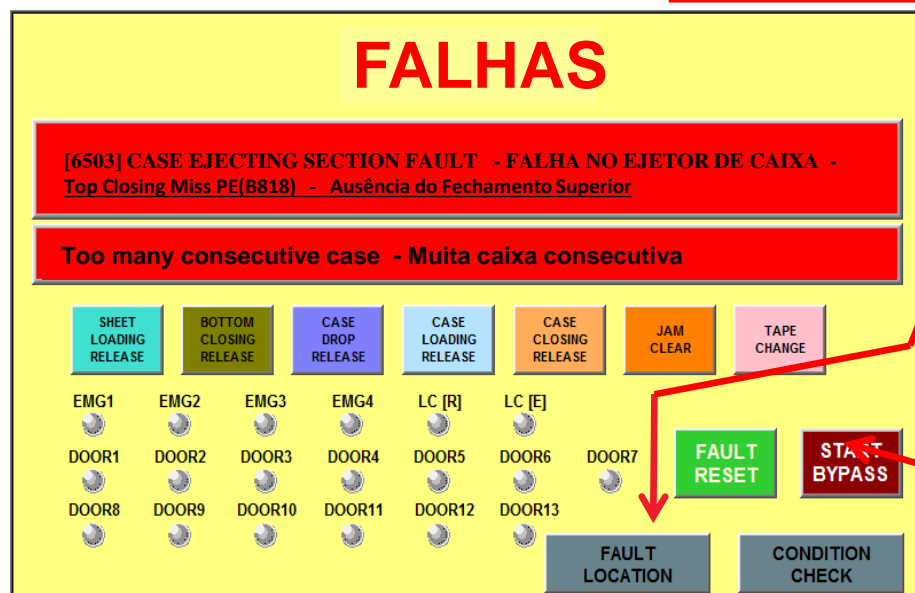 FALHAS
[6503] CASE EJECTING SECTION FAULT - FALHA NO EJETOR DE CAIXA -
Top Closing Miss PE(B818) - Ausência do Fechamento Superior
Too many consecutive case - Muita caixa consecutiva
SHEET LOADING RELEASE
BOTTOM CLOSING RELEASE
CASE DROP RELEASE
CASE LOADING RELEASE
CASE CLOSING RELEASE
JAM CLEAR
TAPE CHANGE
EMG1 EMG2 EMG3 EMG4 LC [R] LC [E]
DOOR1 DOOR2 DOOR3 DOOR4 DOOR5 DOOR6 DOOR7
FAULT RESET
START BYPASS
DOOR8 DOOR9 DOOR10 DOOR11 DOOR12 DOOR13
FAULT LOCATION
CONDITION CHECK